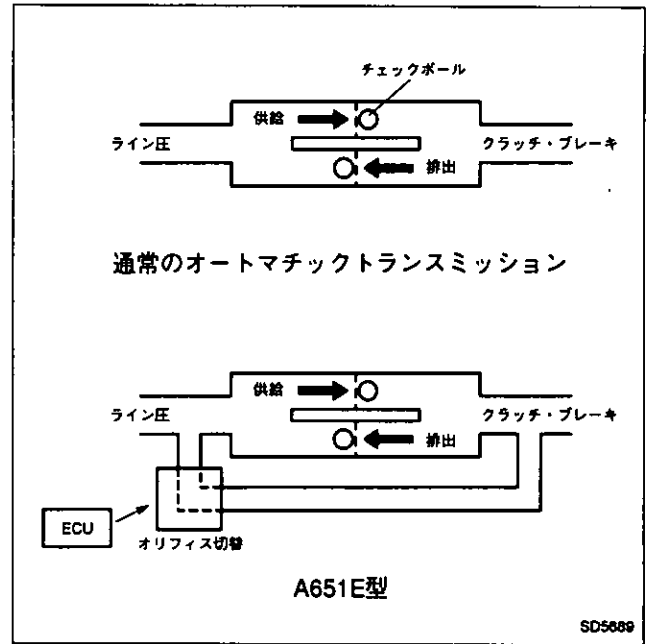 チェックボール
供給
ライン圧
クラッチ・ブレーキ
排出
通常のオートマチックトランスミッション
供給
ライン圧
クラッチ・ブレーキ
排出
ECU
オリフィス切替
A651E型
SD5689